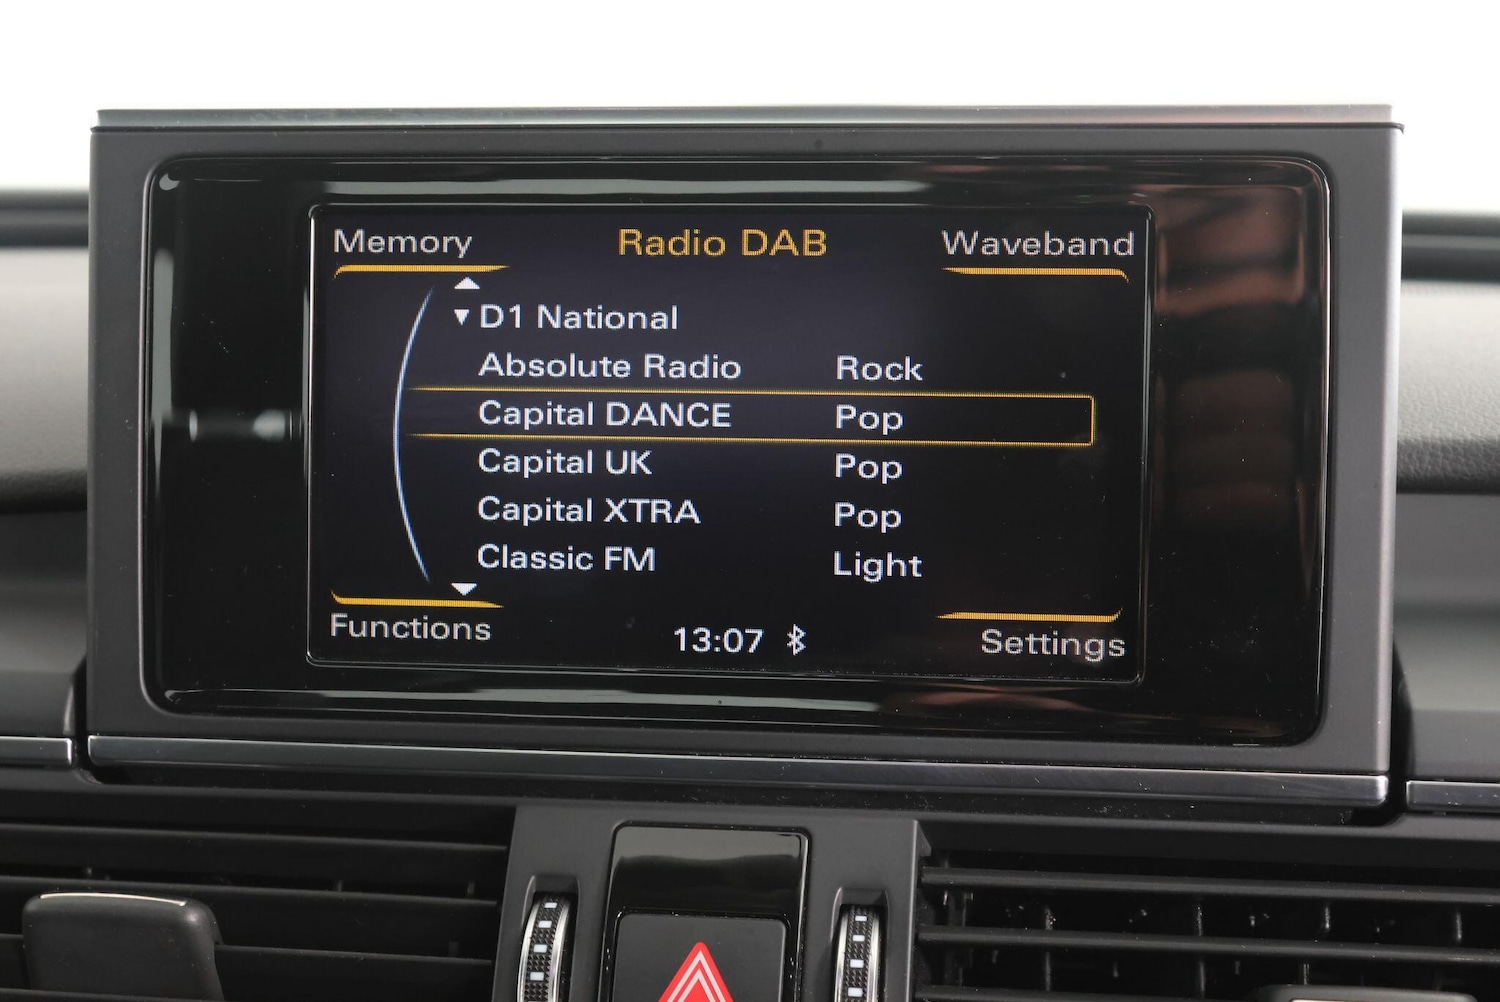 Memory Radio DAB Waveband
D1 National
Absolute Radio Rock
Capital DANCE Pop
Capital UK Pop
Capital XTRA Pop
Classic FM Light
Functions 13:07 Settings